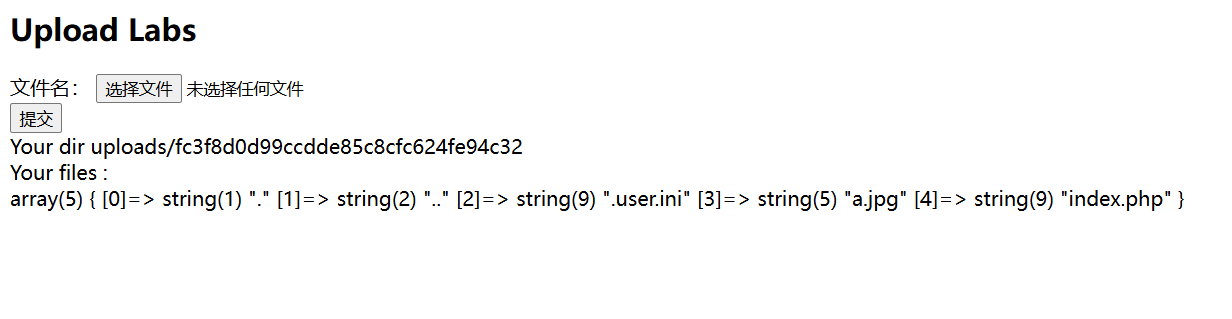 Upload Labs
文件名： 选择文件 未选择任何文件
提交
Your dir uploads/fc3f8d0d99ccdde85c8cfc624fe94c32
Your files :
array(5) { [0]=> string(1) "." [1]=> string(2) ".." [2]=> string(9) ".user.ini" [3]=> string(5) "a.jpg" [4]=> string(9) "index.php" }